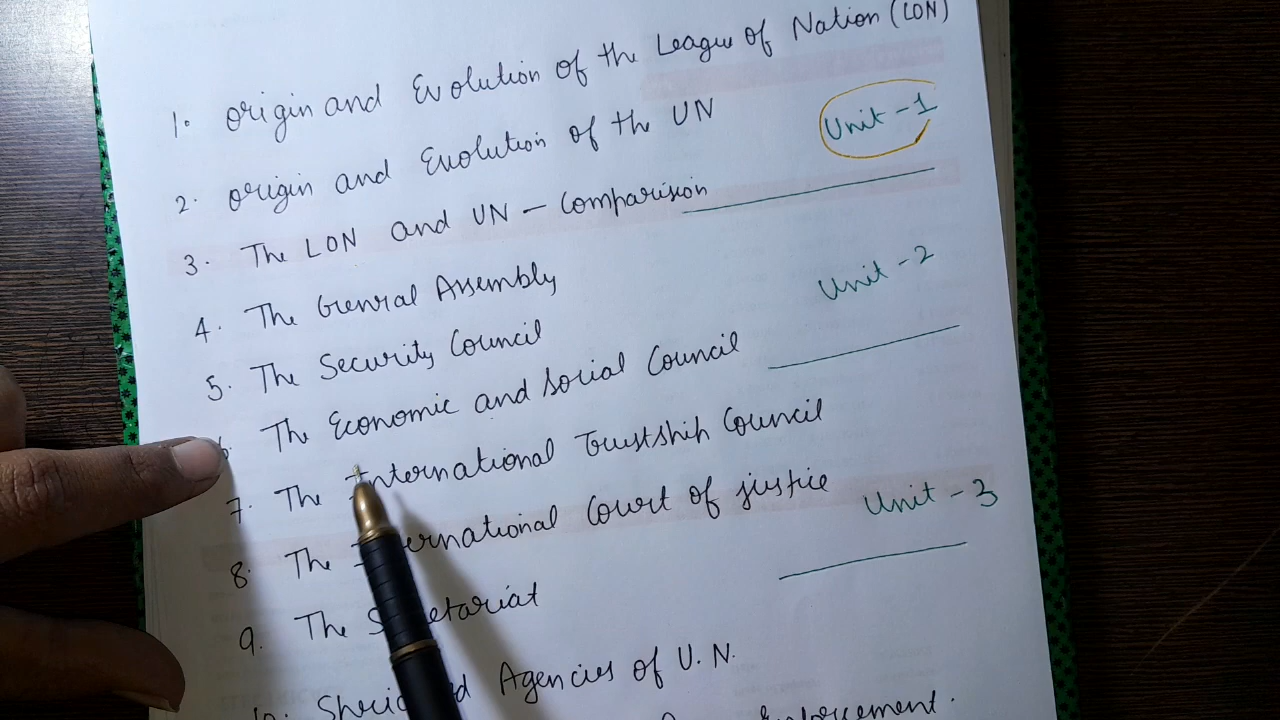 1. origin and Evolution of the League of Nation (LON)
2. origin and Evolution of the UN
Unit - 1
3. The LON and UN - Comparison
4. The General Assembly
Unit - 2
5. The Security Council
6. The Economic and Social Council
7. The International Trustship Council
8. The International Court of justice
Unit - 3
9. The Secretariat
10. Agencies of U.N.